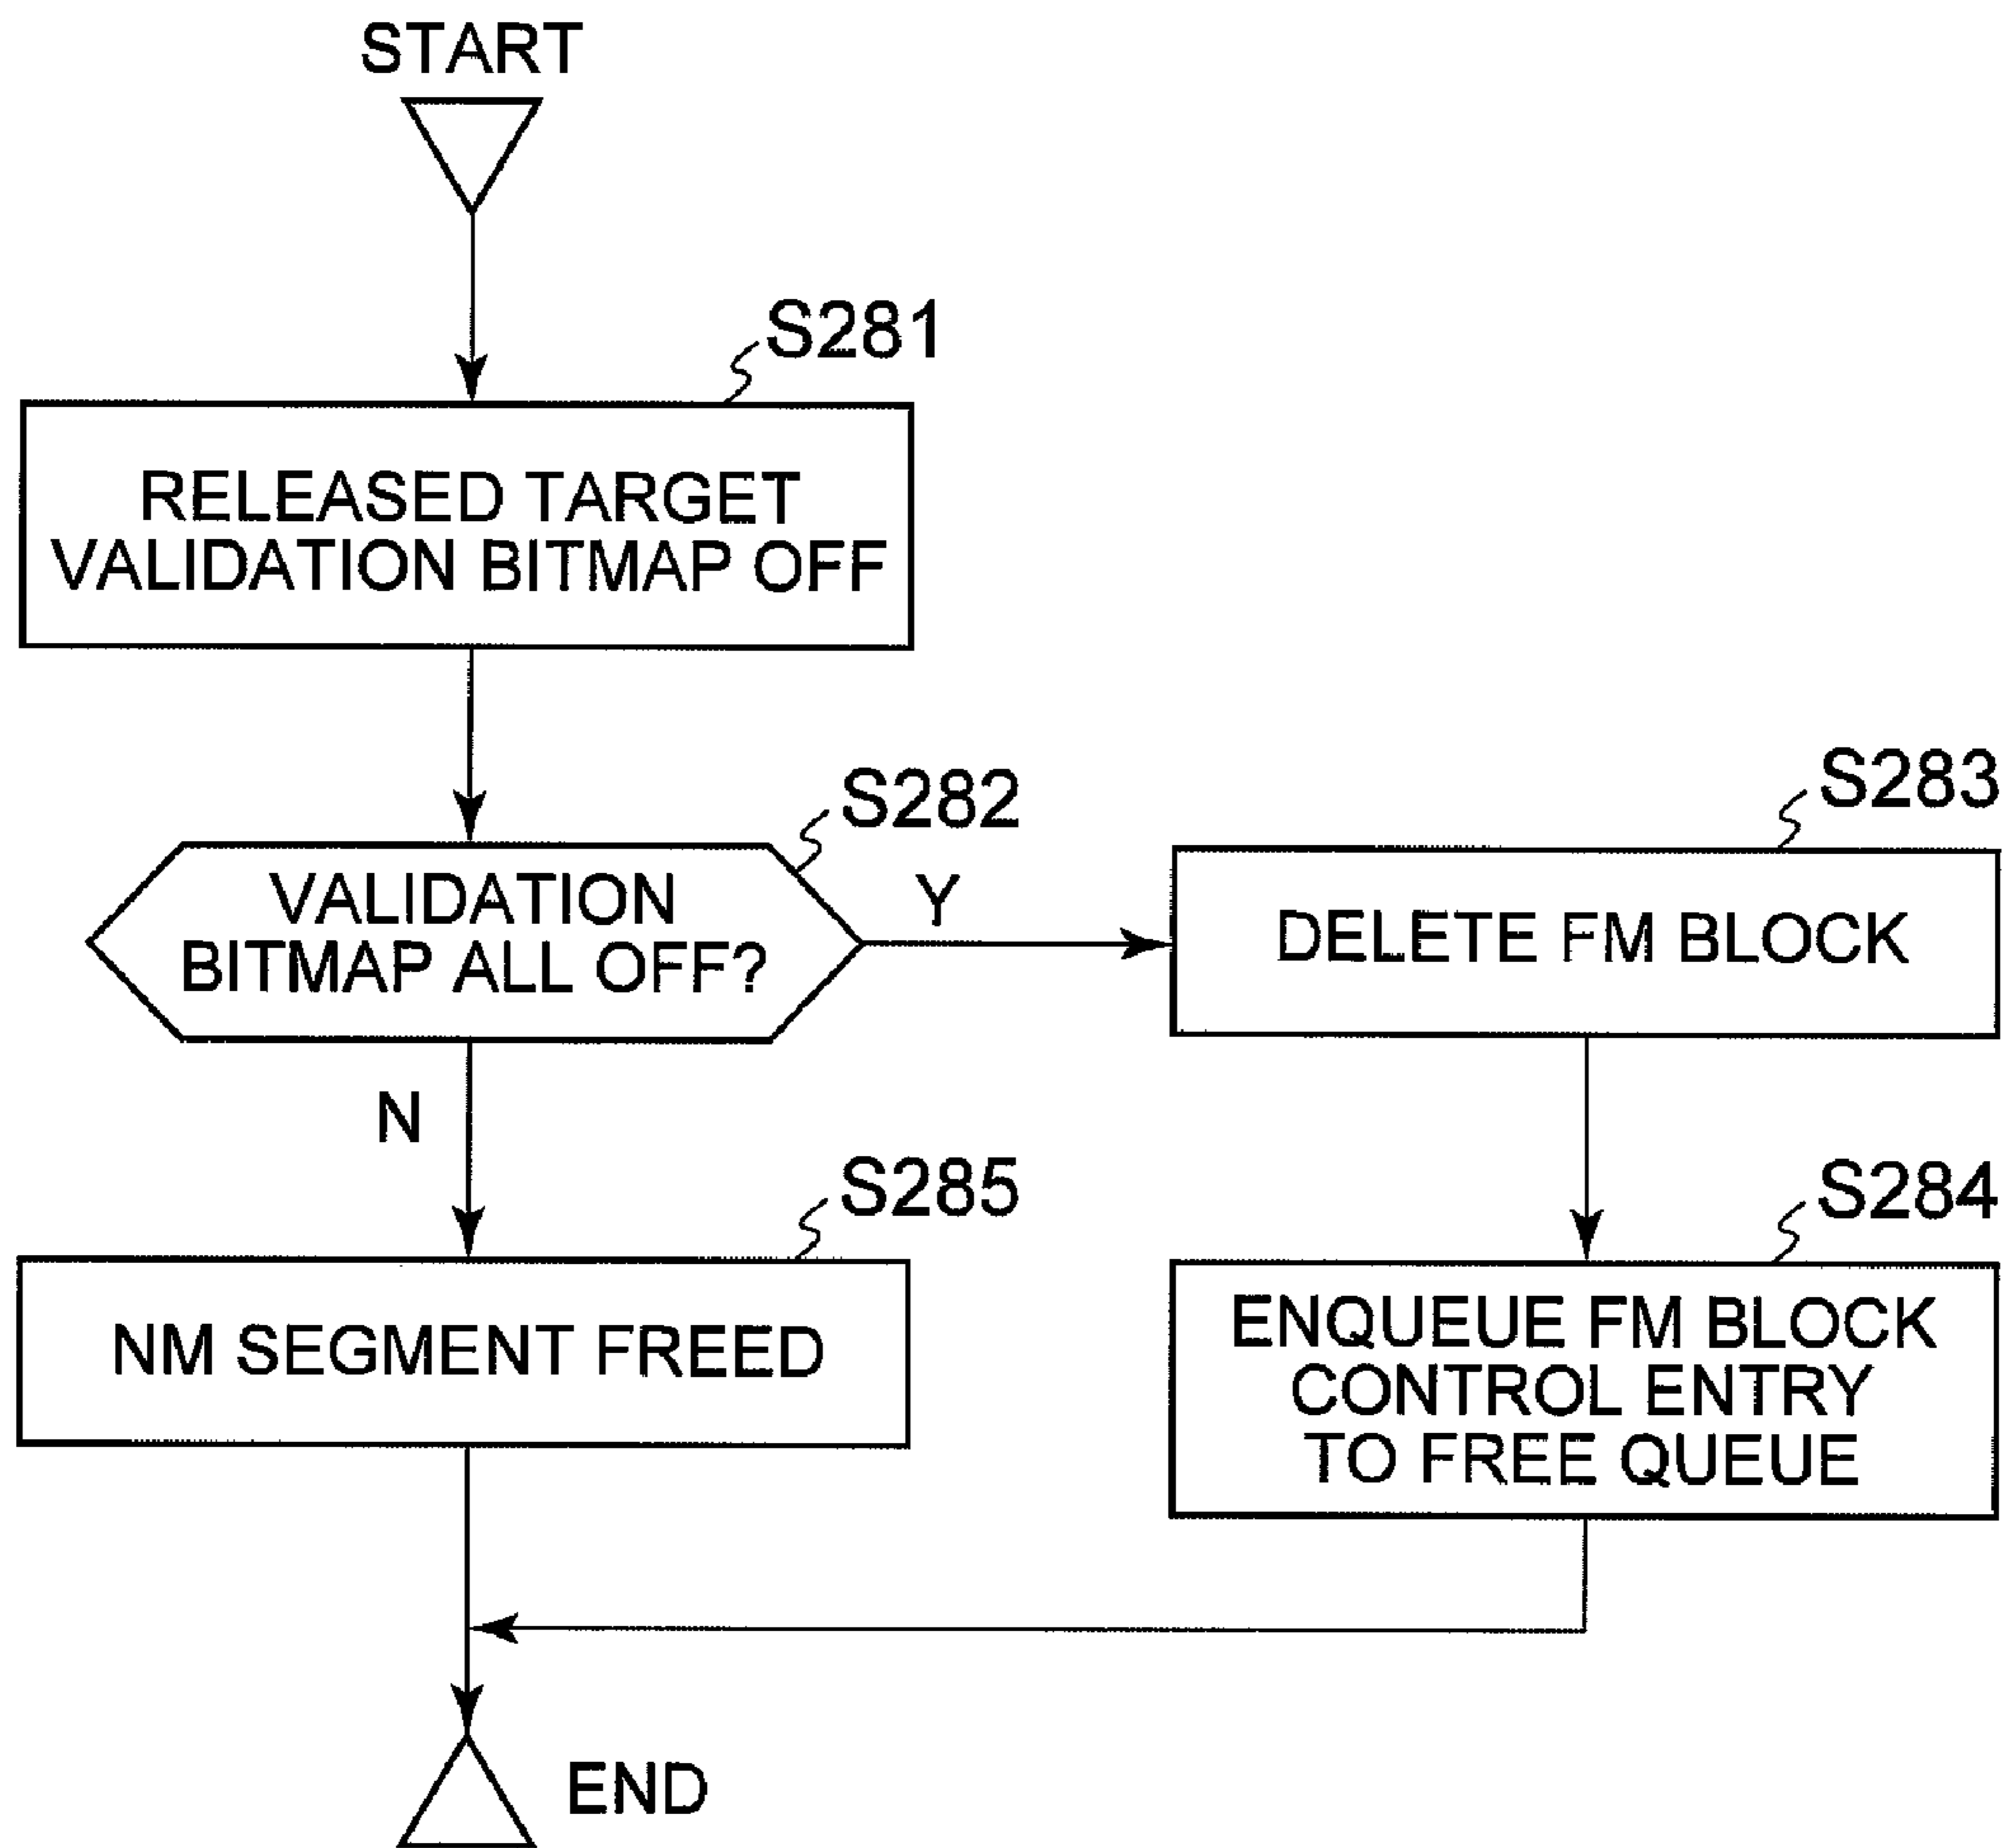 START
S281
RELEASED TARGET
VALIDATION BITMAP OFF
S282
VALIDATION
BITMAP ALL OFF?
Y
S283
DELETE FM BLOCK
N
S285
NM SEGMENT FREED
S284
ENQUEUE FM BLOCK
CONTROL ENTRY
TO FREE QUEUE
END